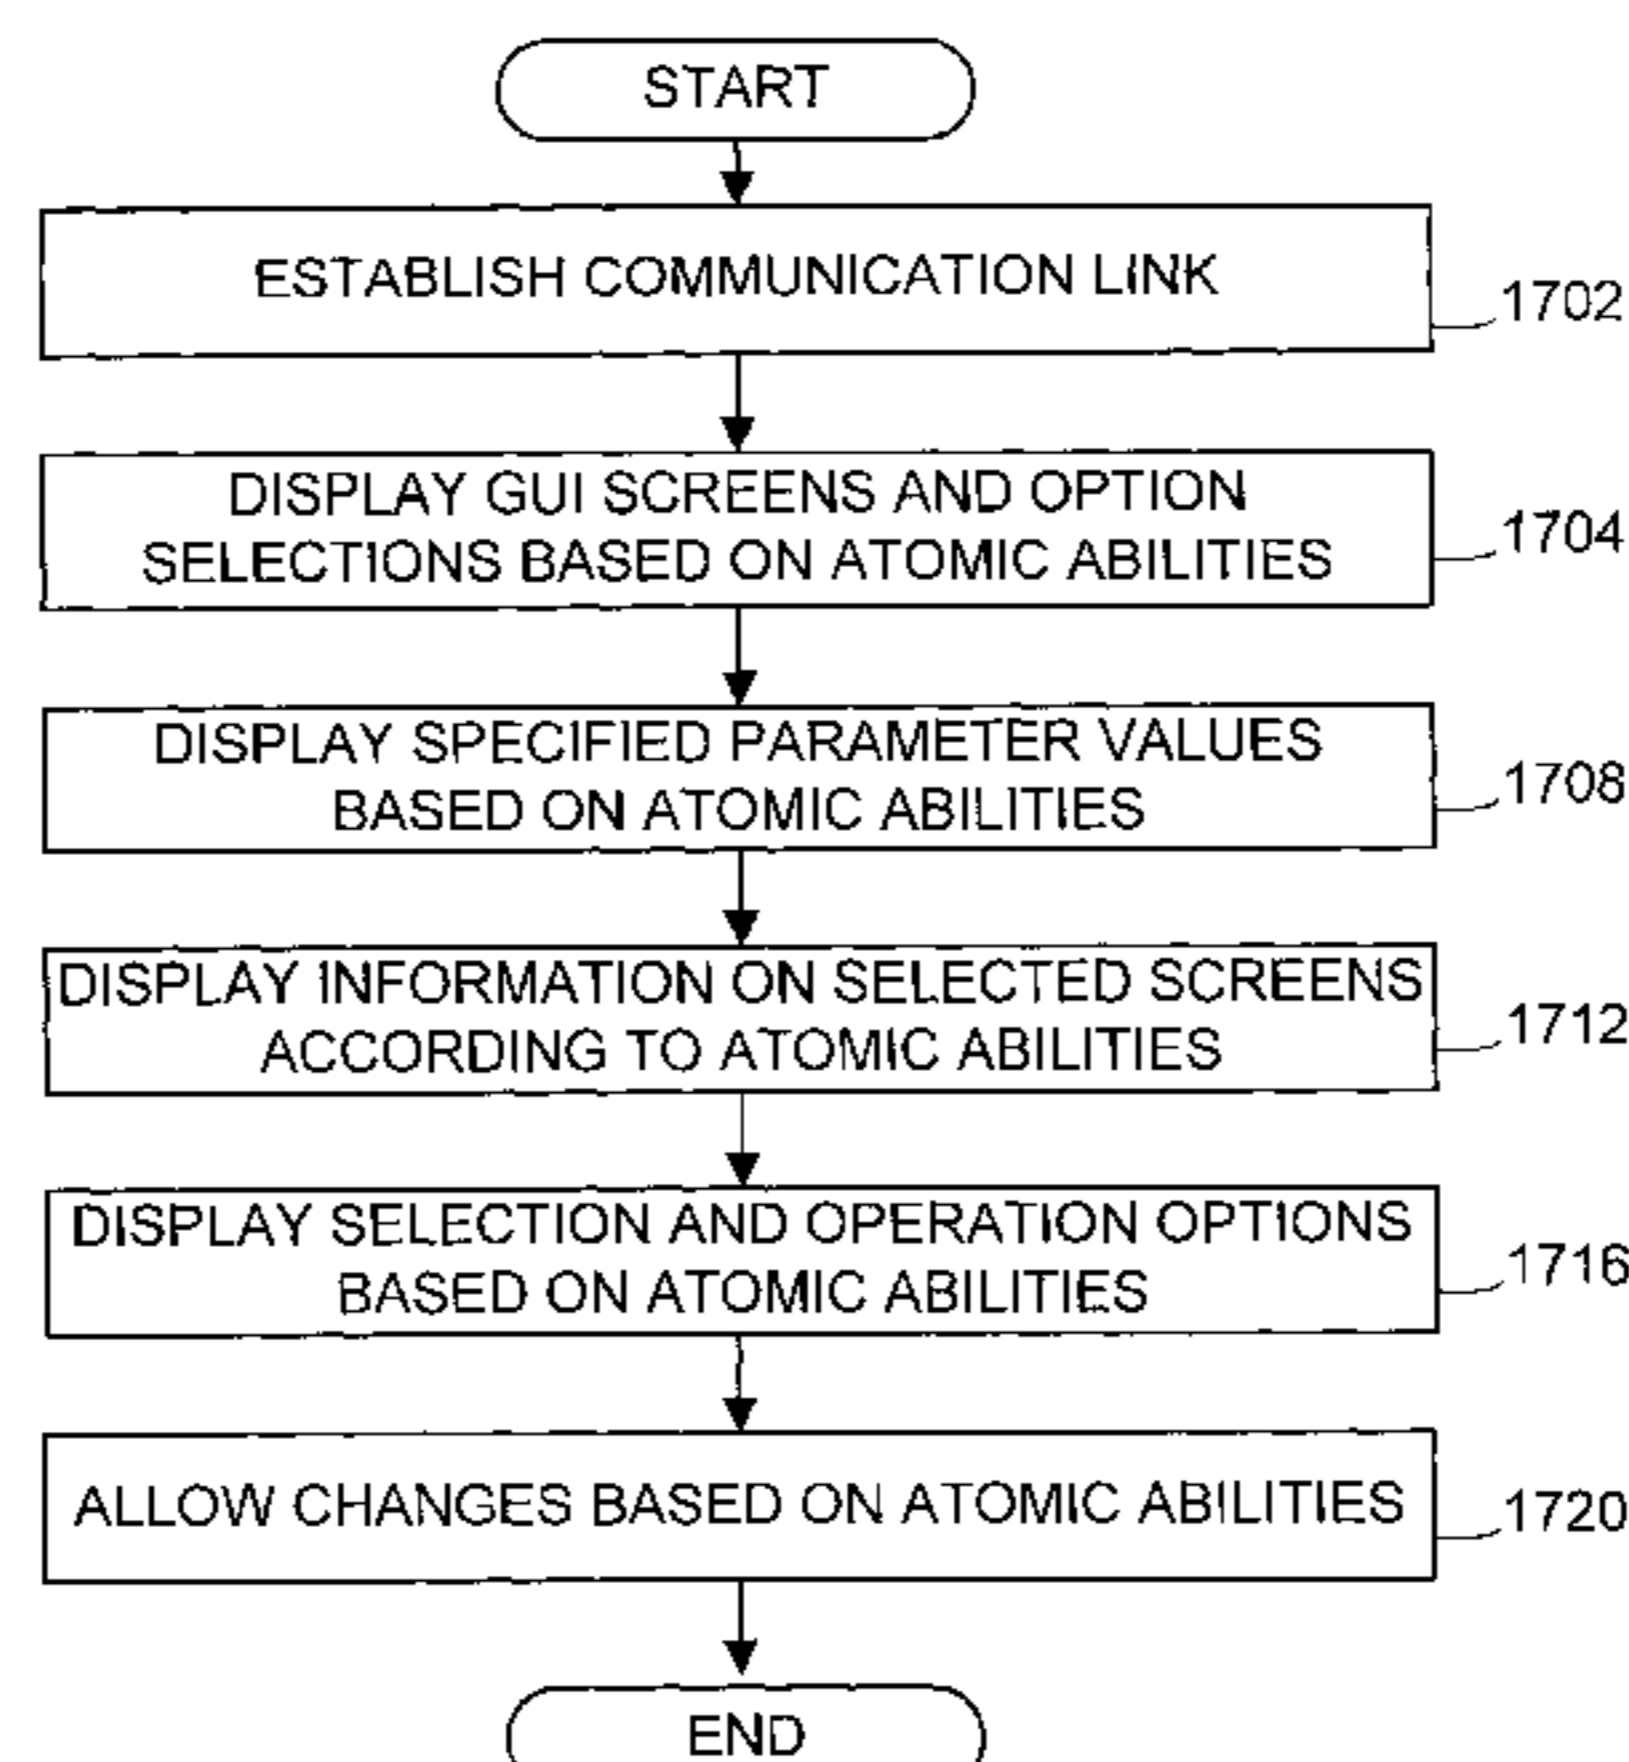 START
ESTABLISH COMMUNICATION LINK
1702
DISPLAY GUI SCREENS AND OPTION
SELECTIONS BASED ON ATOMIC ABILITIES
1704
DISPLAY SPECIFIED PARAMETER VALUES
BASED ON ATOMIC ABILITIES
1708
DISPLAY INFORMATION ON SELECTED SCREENS
ACCORDING TO ATOMIC ABILITIES
1712
DISPLAY SELECTION AND OPERATION OPTIONS
BASED ON ATOMIC ABILITIES
1716
ALLOW CHANGES BASED ON ATOMIC ABILITIES
1720
END